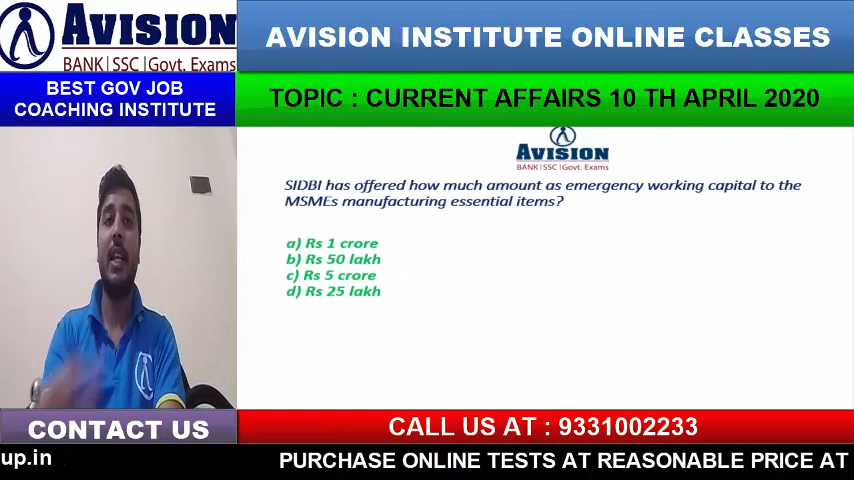 AVISION
BANK|SSC|Govt. Exams
AVISION INSTITUTE ONLINE CLASSES
BEST GOV JOB
COACHING INSTITUTE
TOPIC : CURRENT AFFAIRS 10 TH APRIL 2020
AVISION
BANK|SSC|Govt. Exams
SIDBI has offered how much amount as emergency working capital to the
MSMEs manufacturing essential items?
a) Rs 1 crore
b) Rs 50 lakh
c) Rs 5 crore
d) Rs 25 lakh
CONTACT US
CALL US AT : 9331002233
up.in
PURCHASE ONLINE TESTS AT REASONABLE PRICE AT